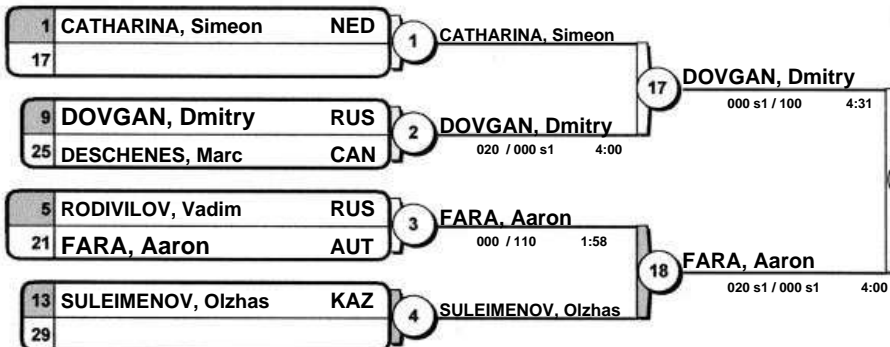 1 CATHARINA, Simeon NED
17
1 CATHARINA, Simeon
9 DOVGAN, Dmitry RUS
25 DESCHENES, Marc CAN
2 DOVGAN, Dmitry
020 / 000 s1 4:00
17 DOVGAN, Dmitry
000 s1 / 100 4:31
5 RODIVILOV, Vadim RUS
21 FARA, Aaron AUT
3 FARA, Aaron
000 / 110 1:58
13 SULEIMENOV, Olzhas KAZ
29
4 SULEIMENOV, Olzhas
18 FARA, Aaron
020 s1 / 000 s1 4:00